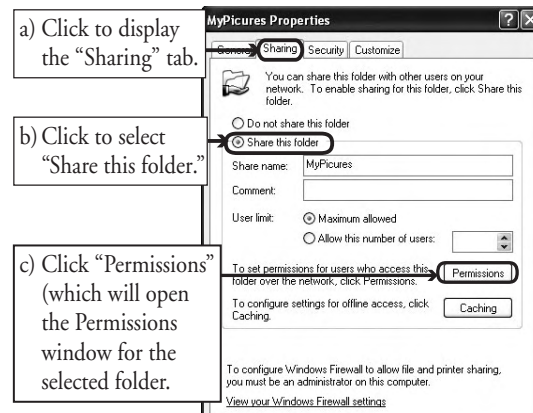 a) Click to display
the “Sharing” tab.
b) Click to select
“Share this folder.”
c) Click “Permissions”
(which will open
the Permissions
window for the
selected folder.
MyPicures Properties
General
Sharing
Security
Customize
You can share this folder with other users on your
network. To enable sharing for this folder, click Share this
folder.
Do not share this folder
Share this folder
Share name:
MyPicures
Comment:
User limit:
Maximum allowed
Allow this number of users:
To set permissions for users who access this
folder over the network, click Permissions.
Permissions
To configure settings for offline access, click
Caching.
Caching
To configure Windows Firewall to allow file and printer sharing,
you must be an administrator on this computer.
View your Windows Firewall settings